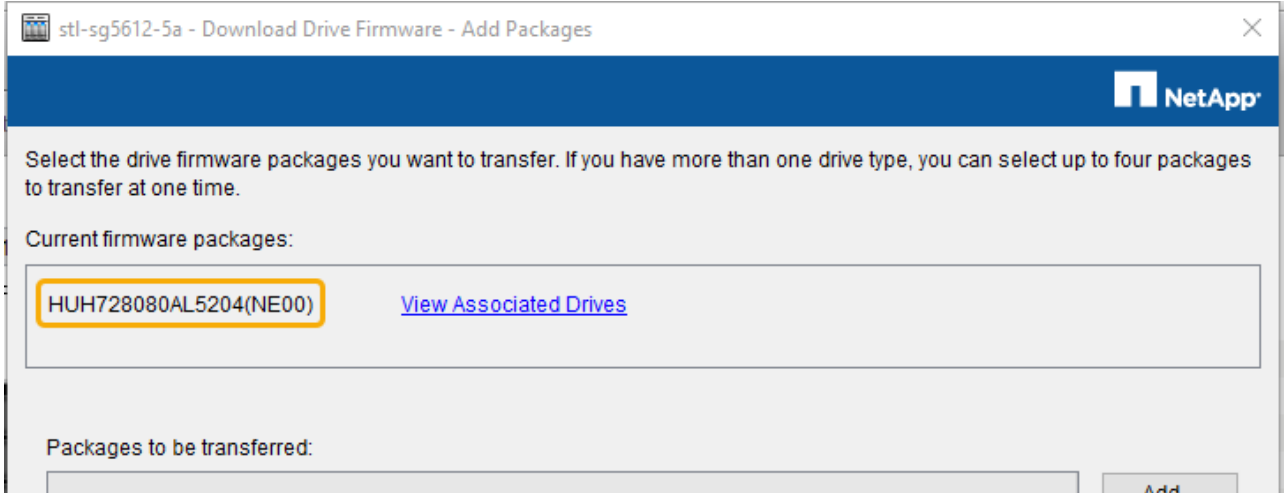 stl-sg5612-5a - Download Drive Firmware - Add Packages
NetApp
Select the drive firmware packages you want to transfer. If you have more than one drive type, you can select up to four packages
to transfer at one time.
Current firmware packages:
HUH728080AL5204(NE00) View Associated Drives
Packages to be transferred:
Add...